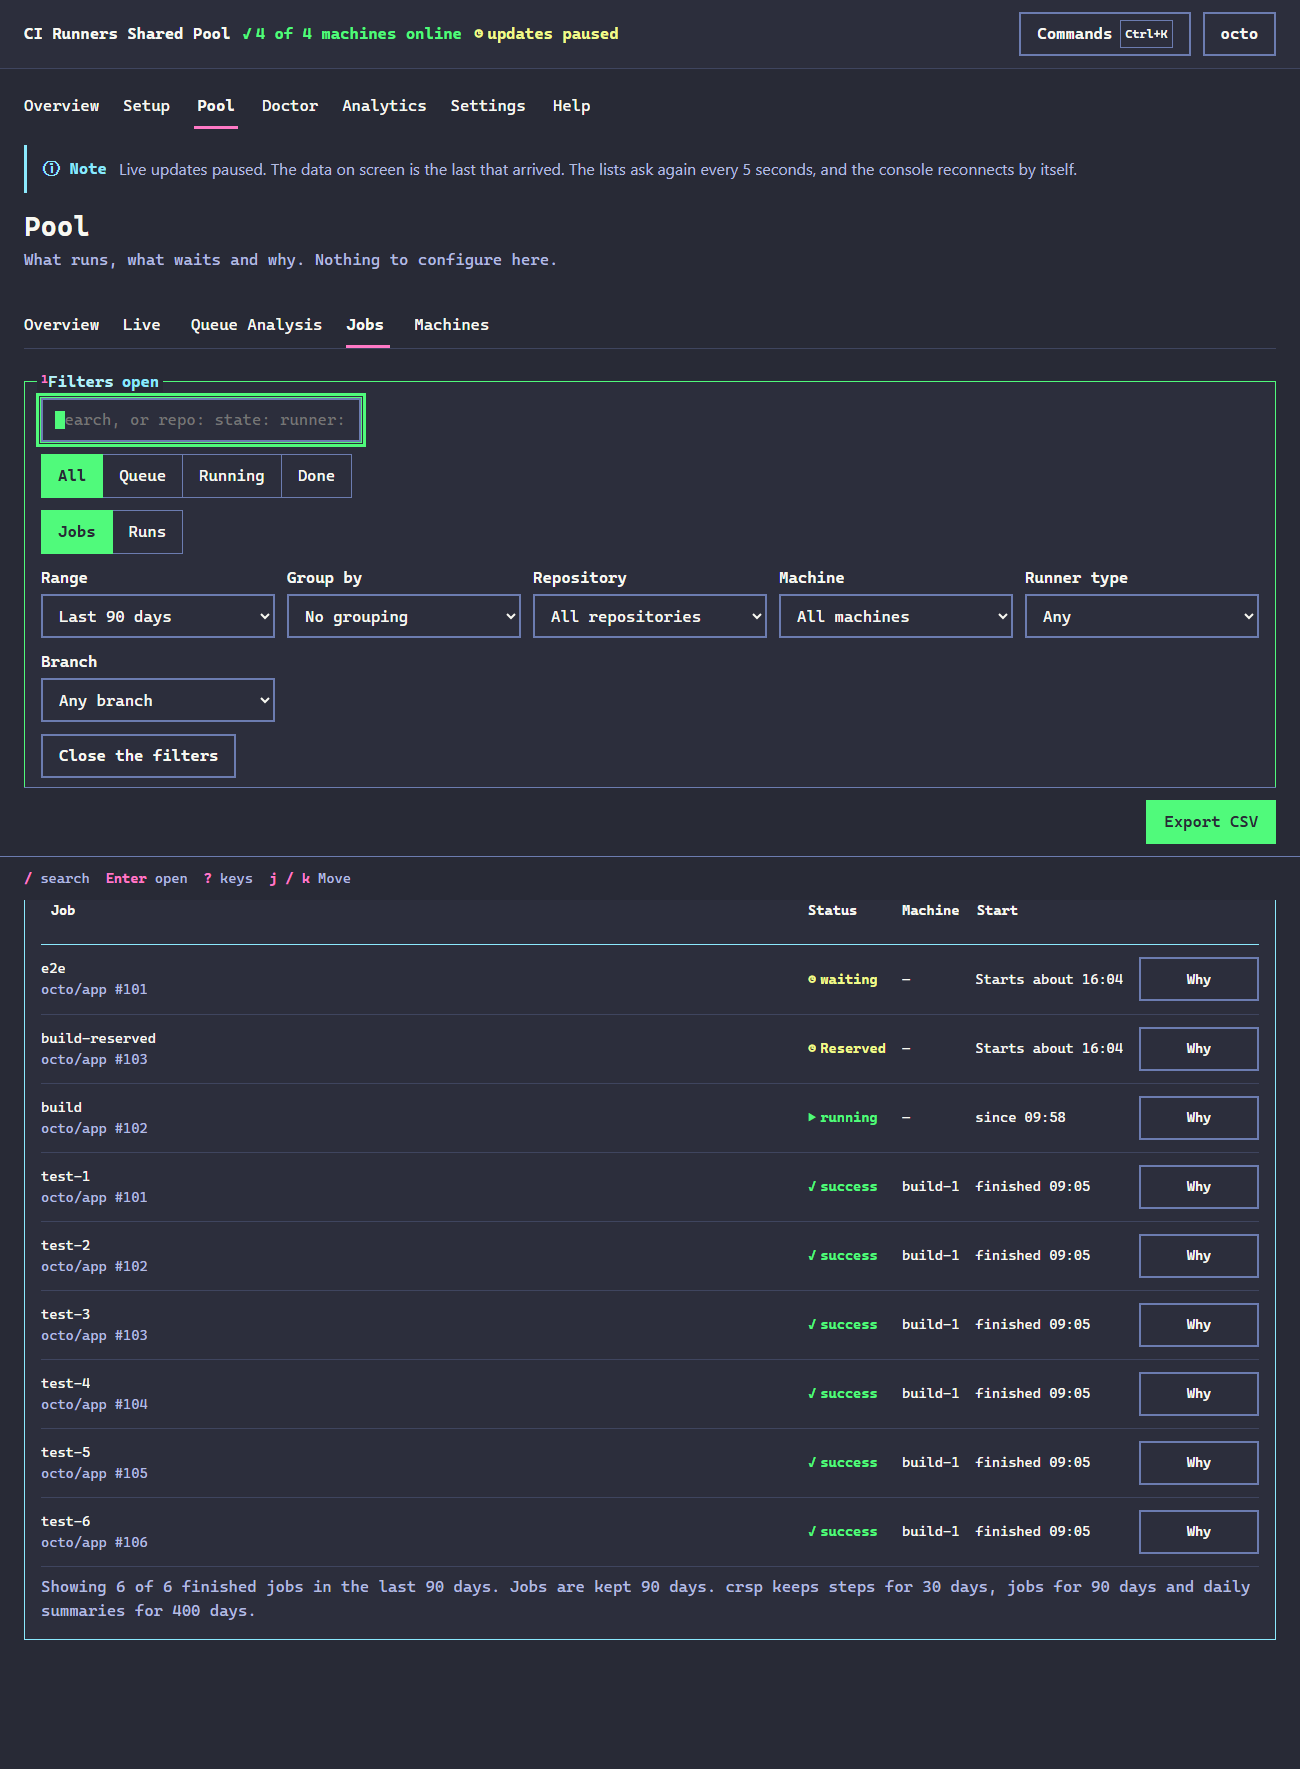 CI Runners Shared Pool ✓4 of 4 machines online updates paused
Commands Ctrl+K octo
Overview Setup Pool Doctor Analytics Settings Help
ⓘ Note Live updates paused. The data on screen is the last that arrived. The lists ask again every 5 seconds, and the console reconnects by itself.
Pool
What runs, what waits and why. Nothing to configure here.
Overview Live Queue Analysis Jobs Machines
¹Filters open
earch, or repo: state: runner:
All Queue Running Done
Jobs Runs
Range Group by Repository Machine Runner type
Last 90 days No grouping All repositories All machines Any
Branch
Any branch
Close the filters
Export CSV
/ search Enter open ? keys j / k Move
Job Status Machine Start
e2e
octo/app #101 waiting — Starts about 16:04 Why
build-reserved
octo/app #103 Reserved — Starts about 16:04 Why
build
octo/app #102 running — since 09:58 Why
test-1
octo/app #101 ✓ success build-1 finished 09:05 Why
test-2
octo/app #102 ✓ success build-1 finished 09:05 Why
test-3
octo/app #103 ✓ success build-1 finished 09:05 Why
test-4
octo/app #104 ✓ success build-1 finished 09:05 Why
test-5
octo/app #105 ✓ success build-1 finished 09:05 Why
test-6
octo/app #106 ✓ success build-1 finished 09:05 Why
Showing 6 of 6 finished jobs in the last 90 days. Jobs are kept 90 days. crsp keeps steps for 30 days, jobs for 90 days and daily
summaries for 400 days.